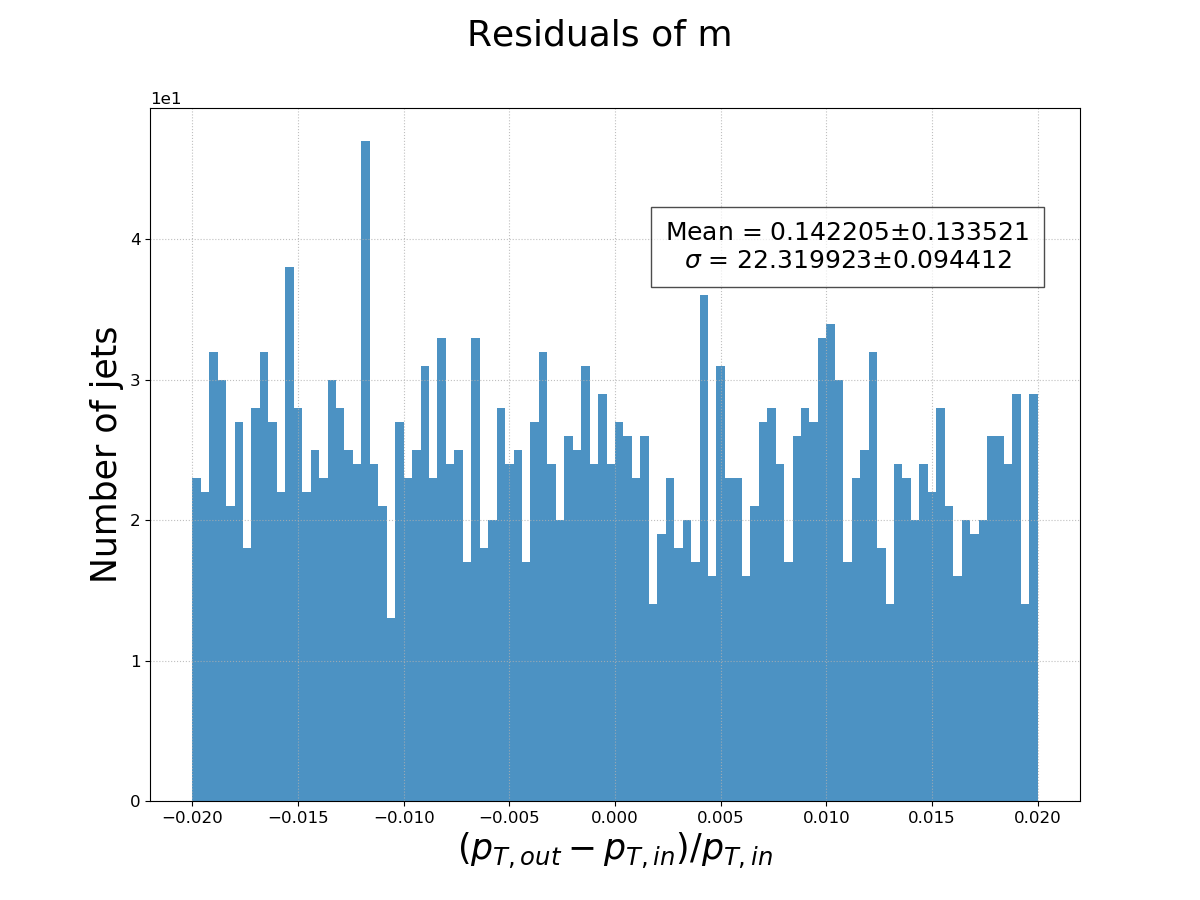 Residuals of m
1e1
Mean = 0.142205±0.133521
σ = 22.319923±0.094412
4
3
2
1
0
Number of jets
−0.020 −0.015 −0.010 −0.005 0.000 0.005 0.010 0.015 0.020
(p_{T,out} − p_{T,in})/p_{T,in}